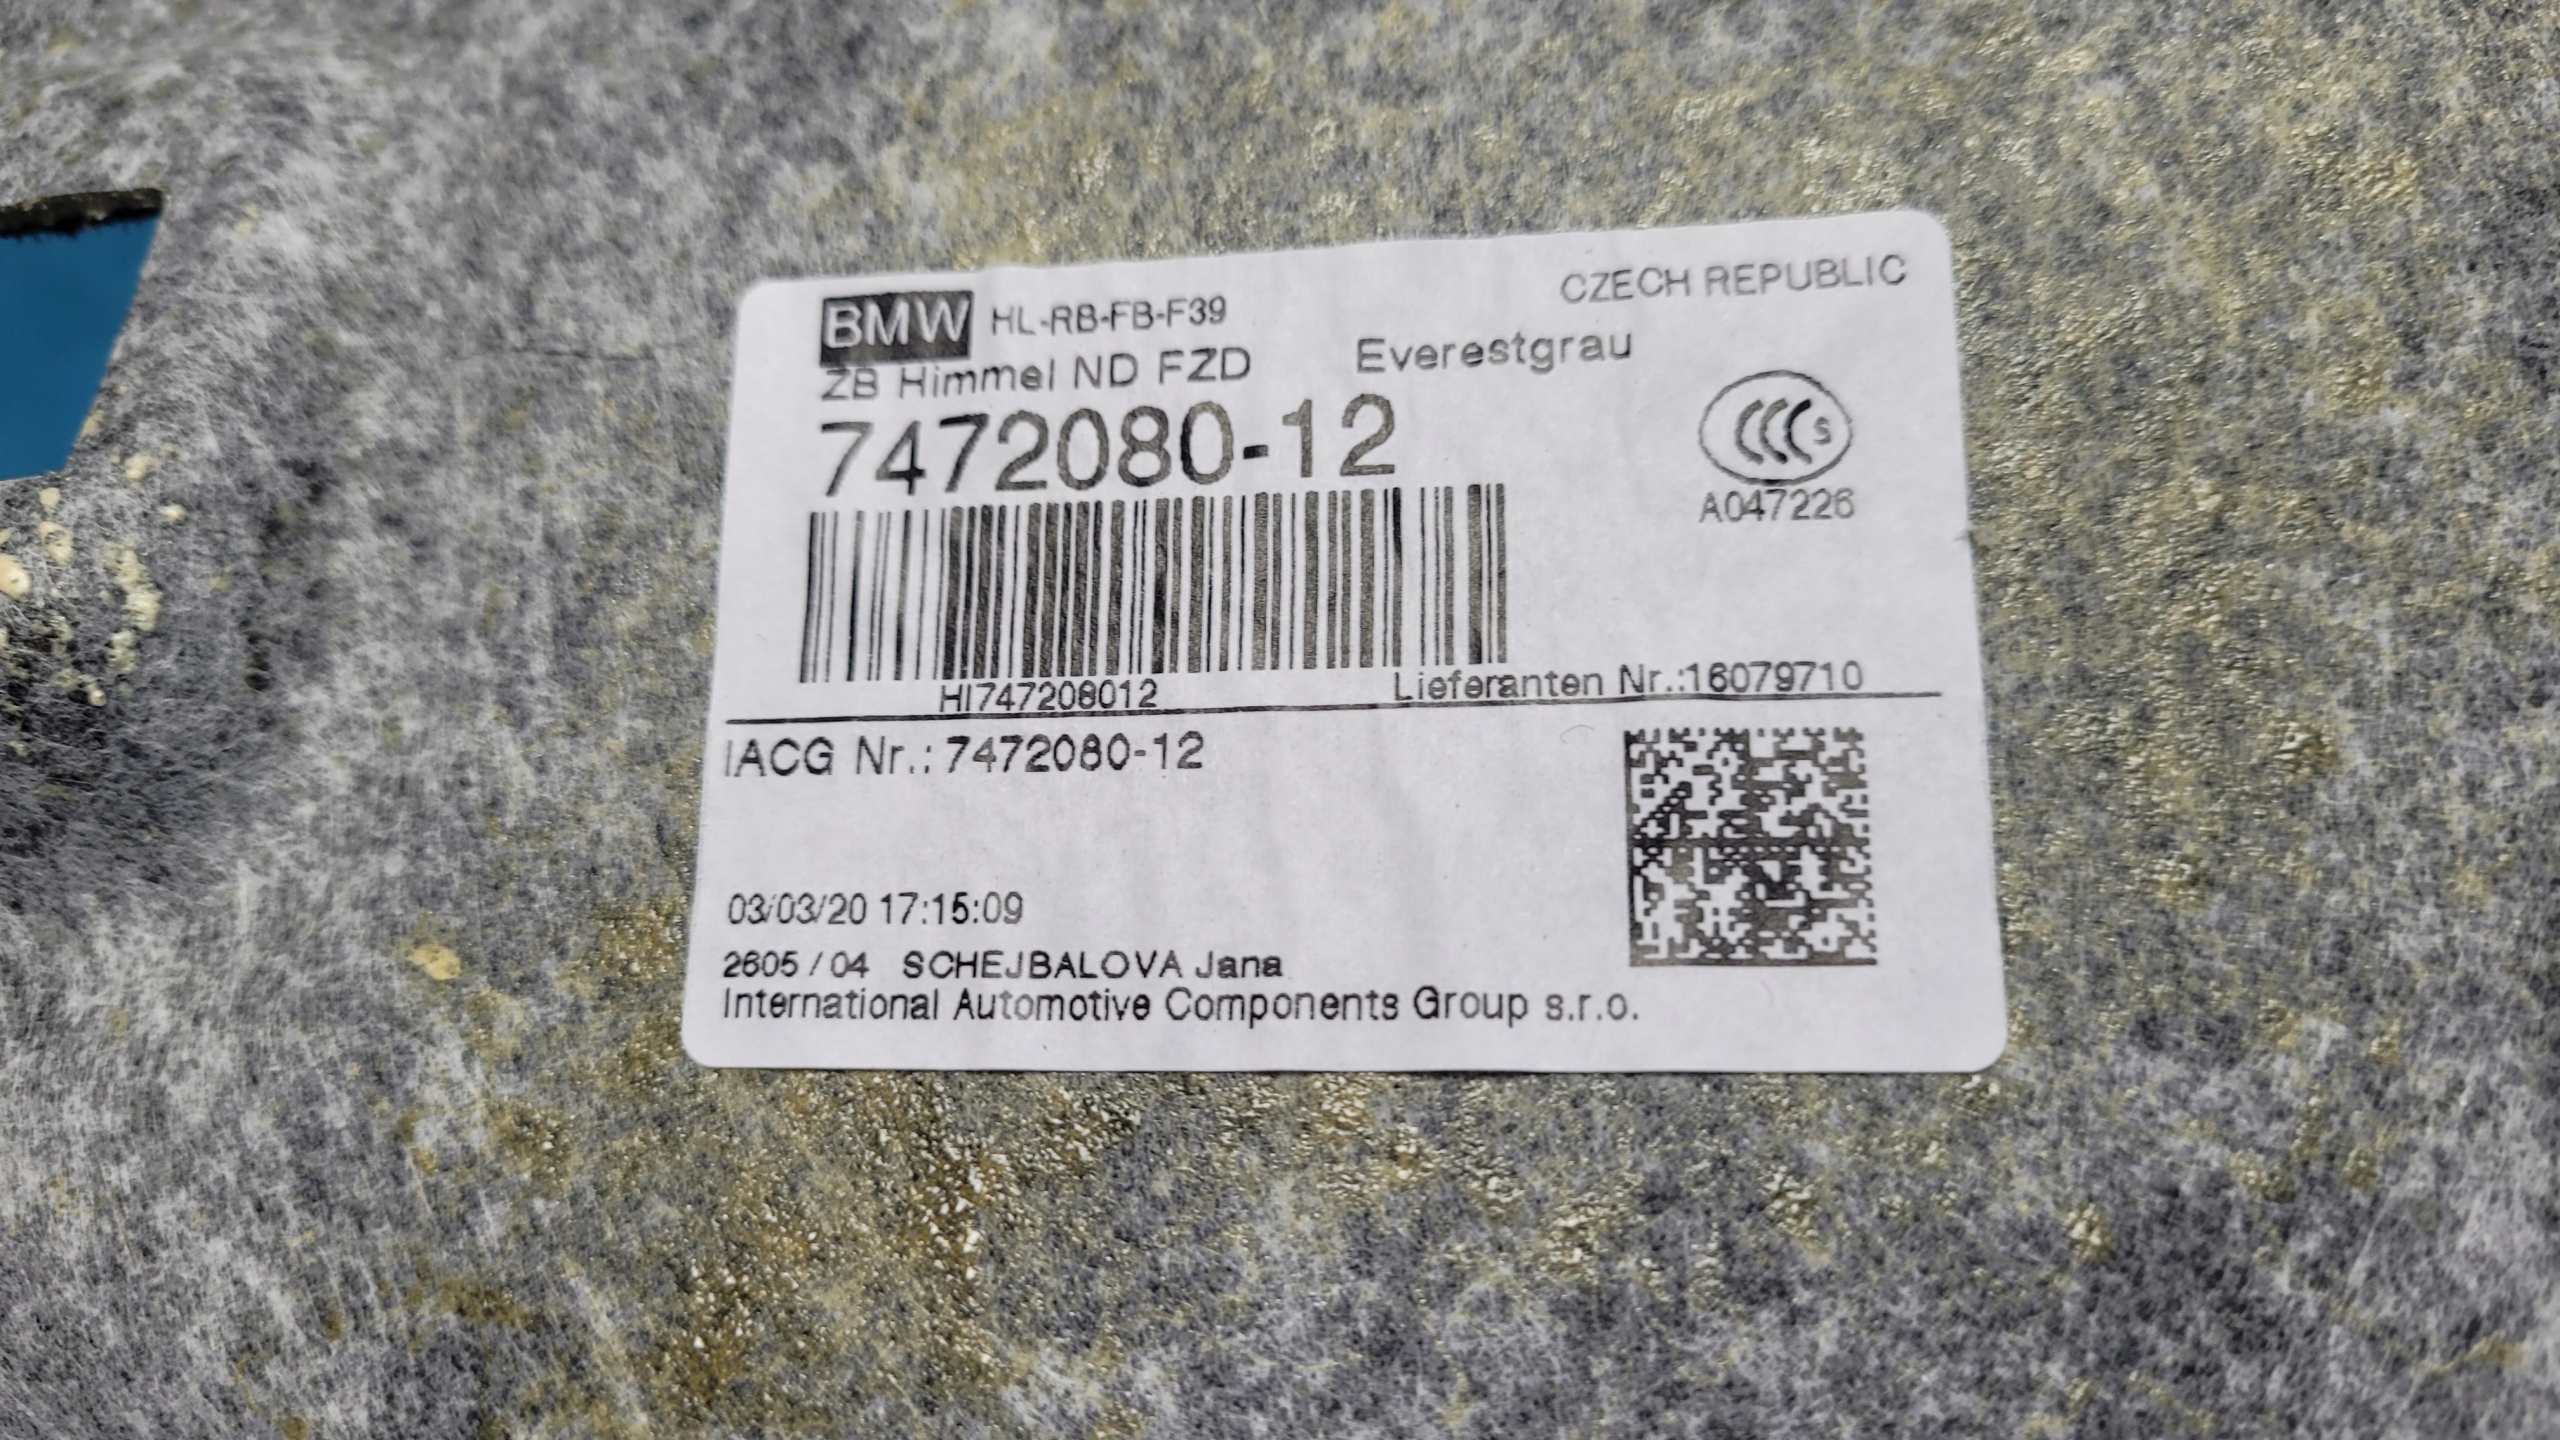 CZECH REPUBLIC
BMW HL-RB-FB-F39
ZB Himmel ND FZD Everestgrau
7472080-12
CCC S
A047226
HI747208012 Lieferanten Nr.:16079710
IACG Nr.: 7472080-12
03/03/20 17:15:09
2605 / 04 SCHEJBALOVA Jana
International Automotive Components Group s.r.o.